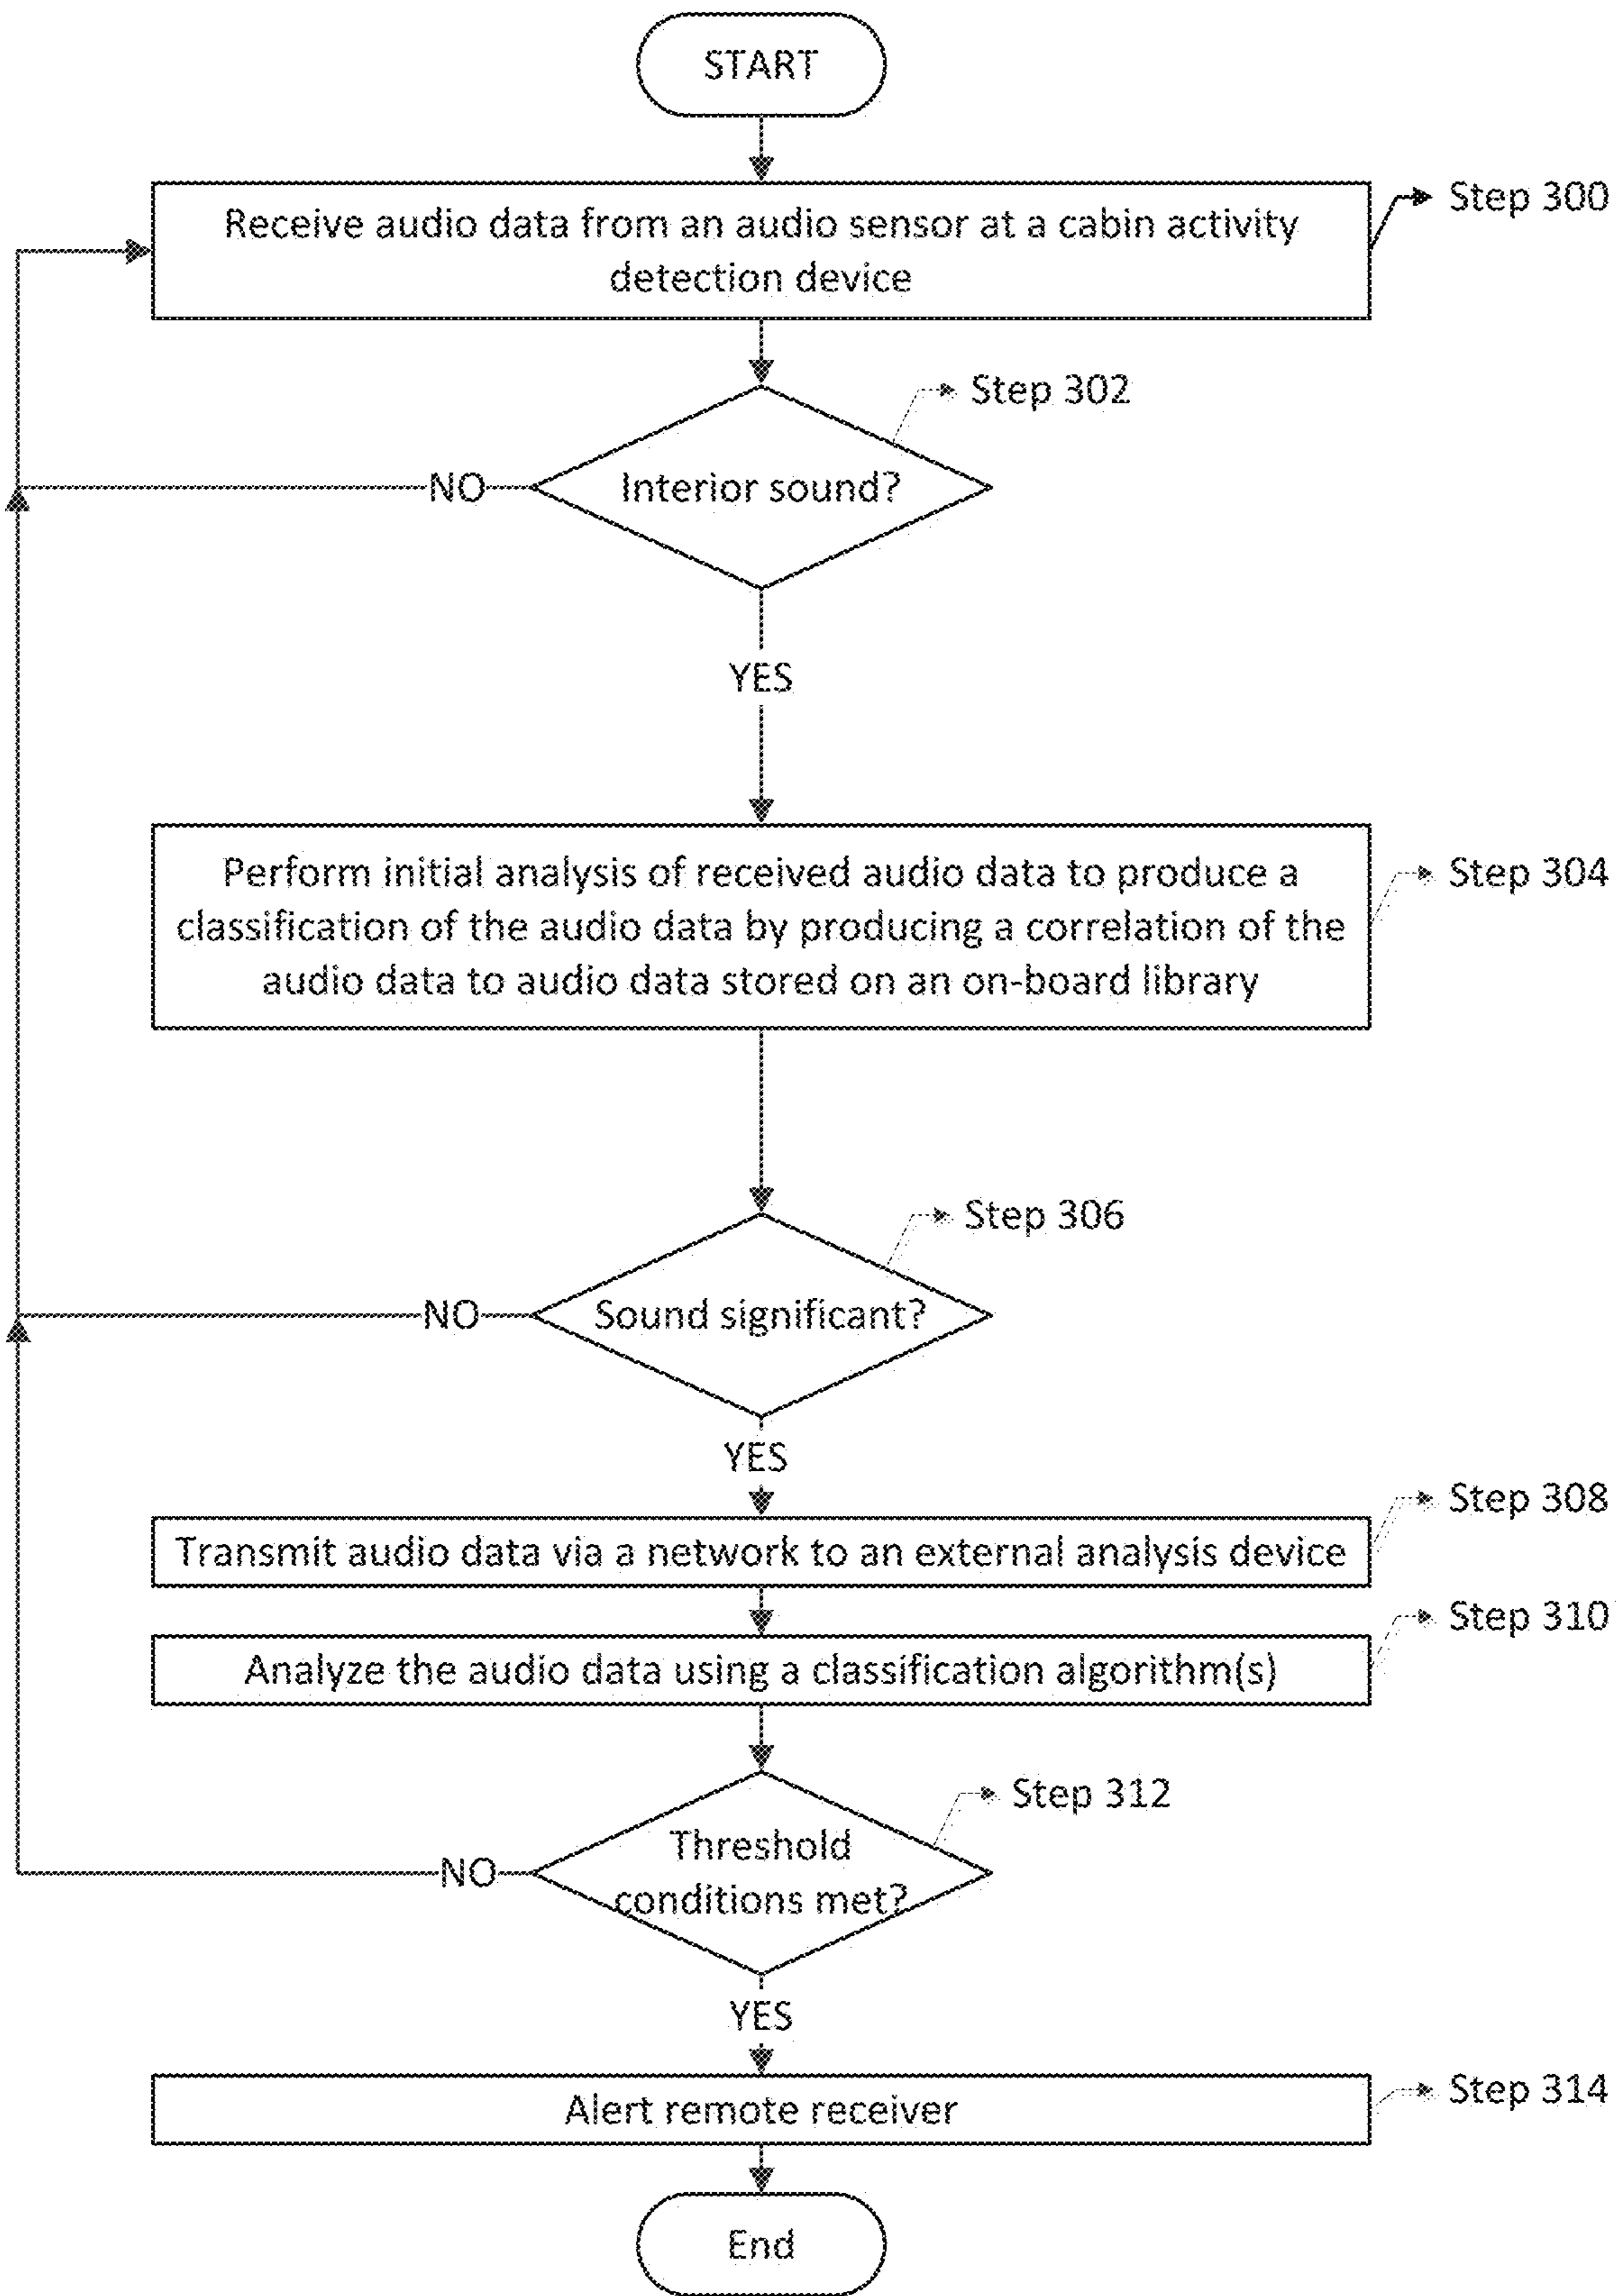 START
Receive audio data from an audio sensor at a cabin activity
detection device
Step 300
Step 302
Interior sound?
NO
YES
Perform initial analysis of received audio data to produce a
classification of the audio data by producing a correlation of the
audio data to audio data stored on an on-board library
Step 304
Step 306
Sound significant?
NO
YES
Transmit audio data via a network to an external analysis device
Step 308
Analyze the audio data using a classification algorithm(s)
Step 310
Step 312
Threshold
conditions met?
NO
YES
Alert remote receiver
Step 314
End